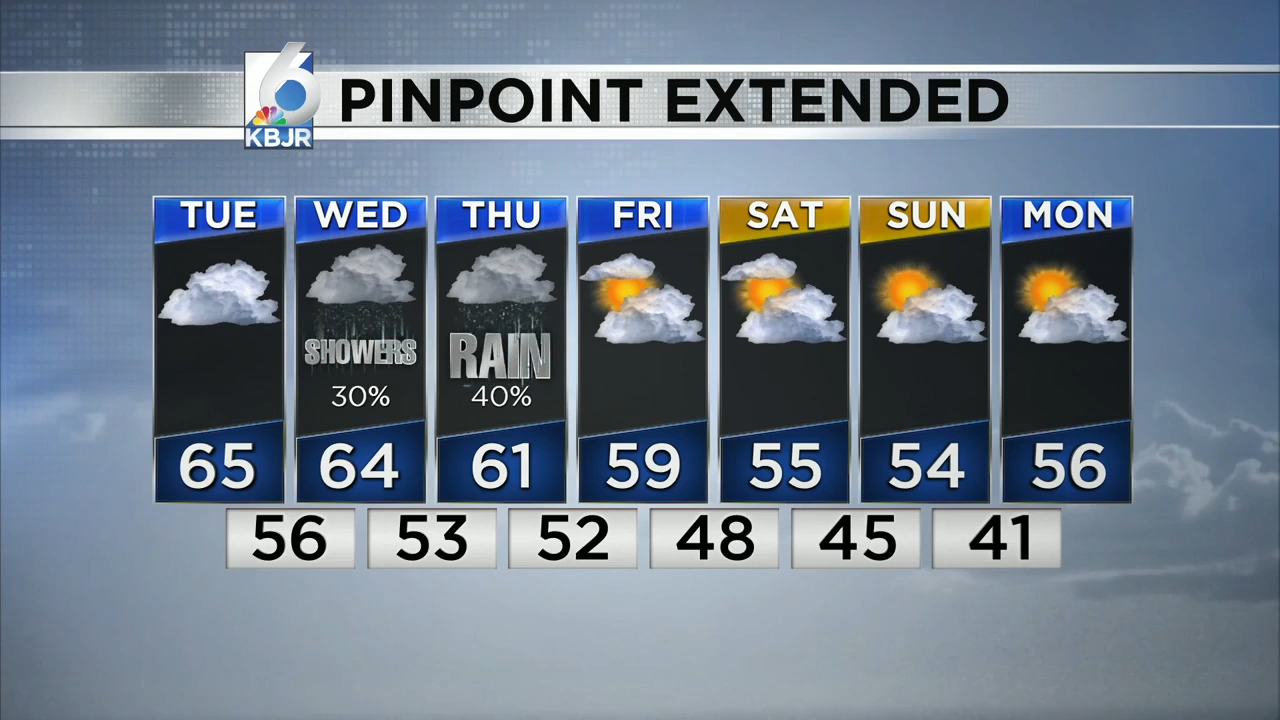 6
KBJR
PINPOINT EXTENDED
TUE WED THU FRI SAT SUN MON
SHOWERS RAIN
30% 40%
65 64 61 59 55 54 56
56 53 52 48 45 41